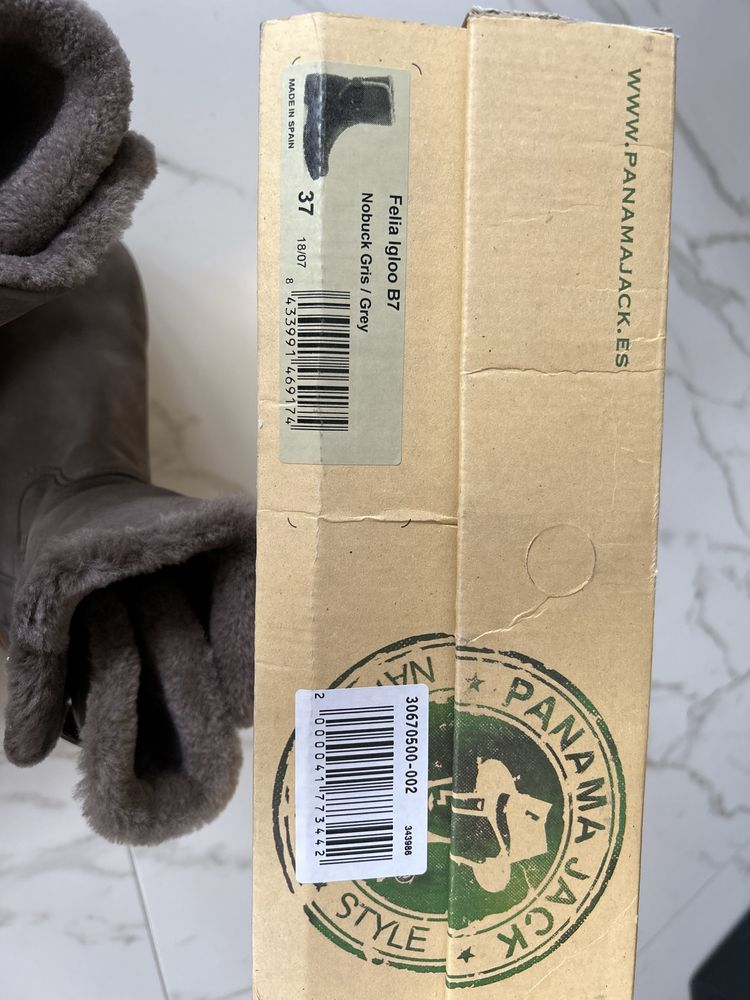 WWW.PANAMAJACK.ES
MADE IN SPAIN
Felia Igloo B7
Nobuck Gris / Grey
37
18/07
8 433991 469174
30670500-002
343986
2 000041 773442
PANAMA JACK
STYLE